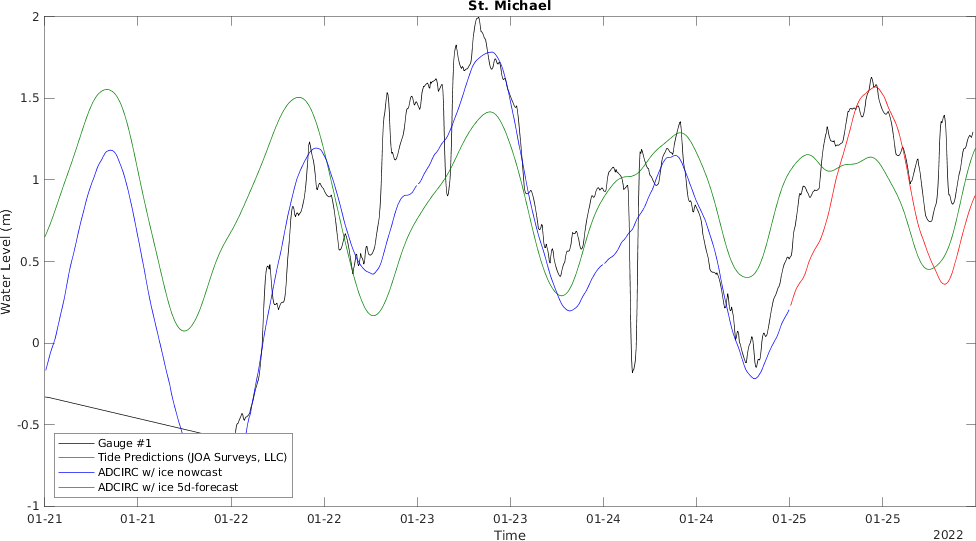 St. Michael
2
1.5
1
0.5
0
-0.5
-1
Water Level (m)
Gauge #1
Tide Predictions (JOA Surveys, LLC)
ADCIRC w/ ice nowcast
ADCIRC w/ ice 5d-forecast
01-21 01-21 01-22 01-22 01-23 01-23 01-24 01-24 01-25 01-25
Time
2022